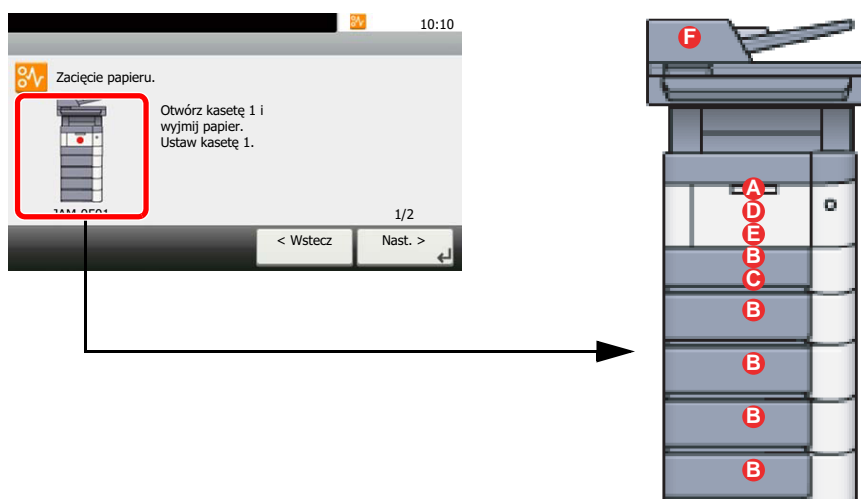 10:10
Zacięcie papieru.
Otwórz kasetę 1 i
wyjmij papier.
Ustaw kasetę 1.
1/2
< Wstecz
Nast. >
F
A
D
E
B
C
B
B
B
B